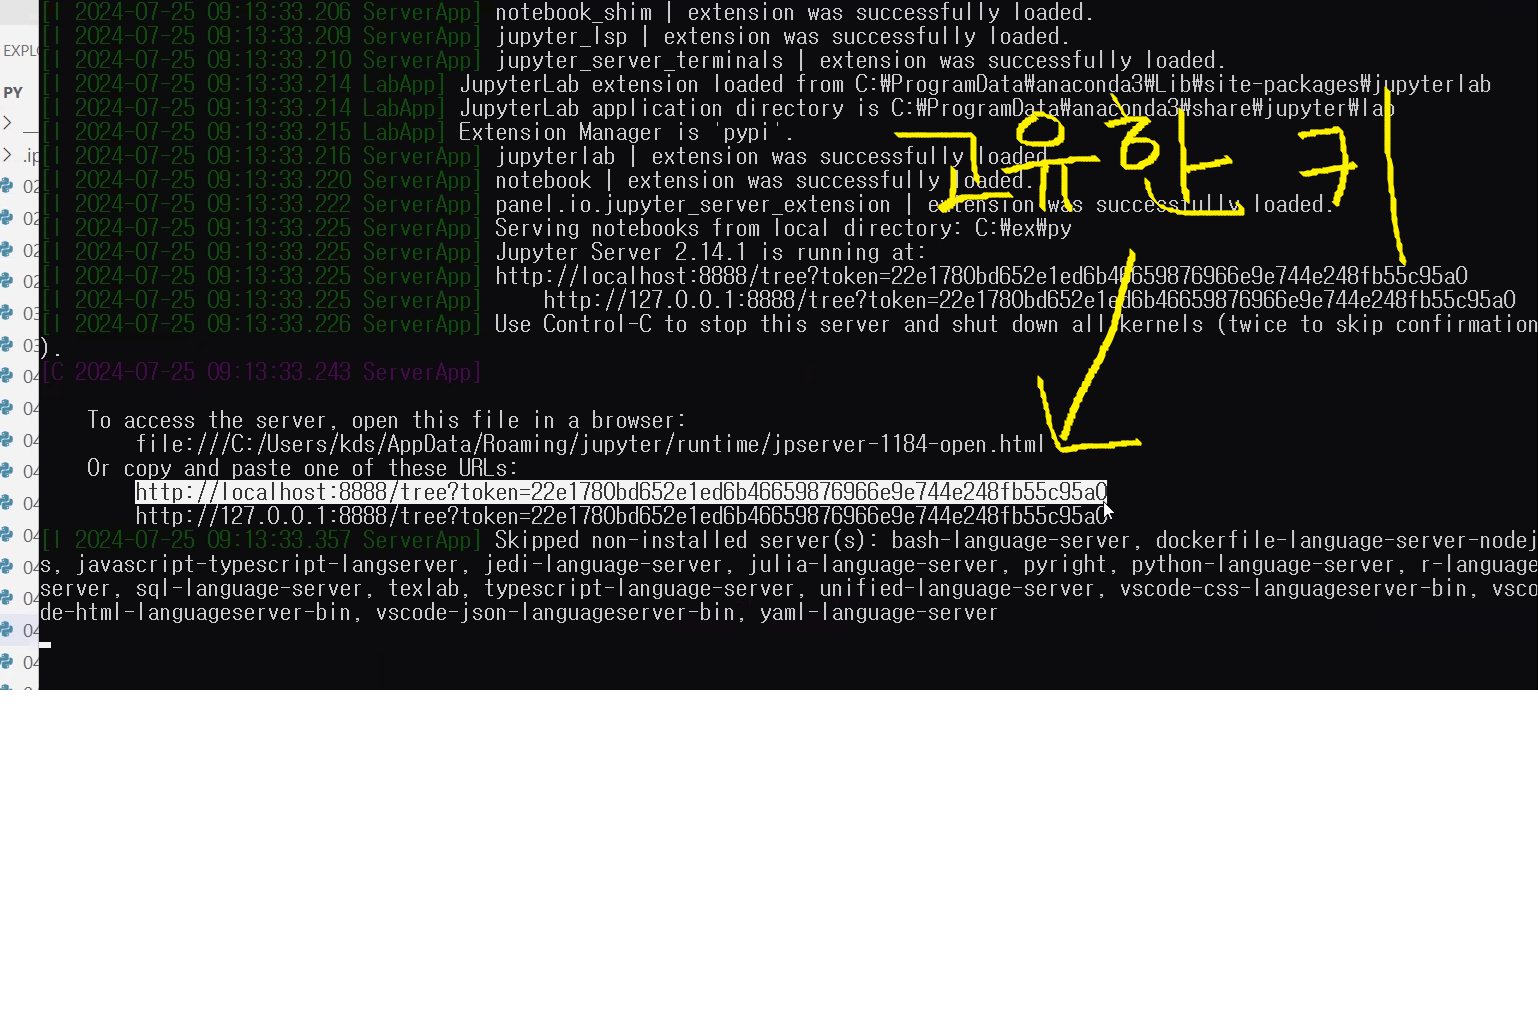 [I 2024-07-25 09:13:33.206 ServerApp] notebook_shim | extension was successfully loaded.
[I 2024-07-25 09:13:33.209 ServerApp] jupyter_lsp | extension was successfully loaded.
EXPLO
[I 2024-07-25 09:13:33.210 ServerApp] jupyter_server_terminals | extension was successfully loaded.
[I 2024-07-25 09:13:33.214 LabApp] JupyterLab extension loaded from C:₩ProgramData₩anaconda3₩Lib₩site-packages₩jupyterlab
PY
[I 2024-07-25 09:13:33.214 LabApp] JupyterLab application directory is C:₩ProgramData₩anaconda3₩share₩jupyter₩lab
[I 2024-07-25 09:13:33.215 LabApp] Extension Manager is 'pypi'.
고유한 키
> .ip
[I 2024-07-25 09:13:33.216 ServerApp] jupyterlab | extension was successfully loaded.
[I 2024-07-25 09:13:33.220 ServerApp] notebook | extension was successfully loaded.
02
[I 2024-07-25 09:13:33.222 ServerApp] panel.io.jupyter_server_extension | extension was successfully loaded.
02
[I 2024-07-25 09:13:33.225 ServerApp] Serving notebooks from local directory: C:₩ex₩py
02
[I 2024-07-25 09:13:33.225 ServerApp] Jupyter Server 2.14.1 is running at:
02
[I 2024-07-25 09:13:33.225 ServerApp] http://localhost:8888/tree?token=22e1780bd652e1ed6b46659876966e9e744e248fb55c95a0
[I 2024-07-25 09:13:33.225 ServerApp]     http://127.0.0.1:8888/tree?token=22e1780bd652e1ed6b46659876966e9e744e248fb55c95a0
03
[I 2024-07-25 09:13:33.226 ServerApp] Use Control-C to stop this server and shut down all kernels (twice to skip confirmation
03
).
[C 2024-07-25 09:13:33.243 ServerApp]
04
04
To access the server, open this file in a browser:
04
file:///C:/Users/kds/AppData/Roaming/jupyter/runtime/jpserver-1184-open.html
Or copy and paste one of these URLs:
04
http://localhost:8888/tree?token=22e1780bd652e1ed6b46659876966e9e744e248fb55c95a0
04
http://127.0.0.1:8888/tree?token=22e1780bd652e1ed6b46659876966e9e744e248fb55c95a0
04
[I 2024-07-25 09:13:33.357 ServerApp] Skipped non-installed server(s): bash-language-server, dockerfile-language-server-nodej
04
s, javascript-typescript-langserver, jedi-language-server, julia-language-server, pyright, python-language-server, r-language
server, sql-language-server, texlab, typescript-language-server, unified-language-server, vscode-css-languageserver-bin, vsco
04
de-html-languageserver-bin, vscode-json-languageserver-bin, yaml-language-server
04
04